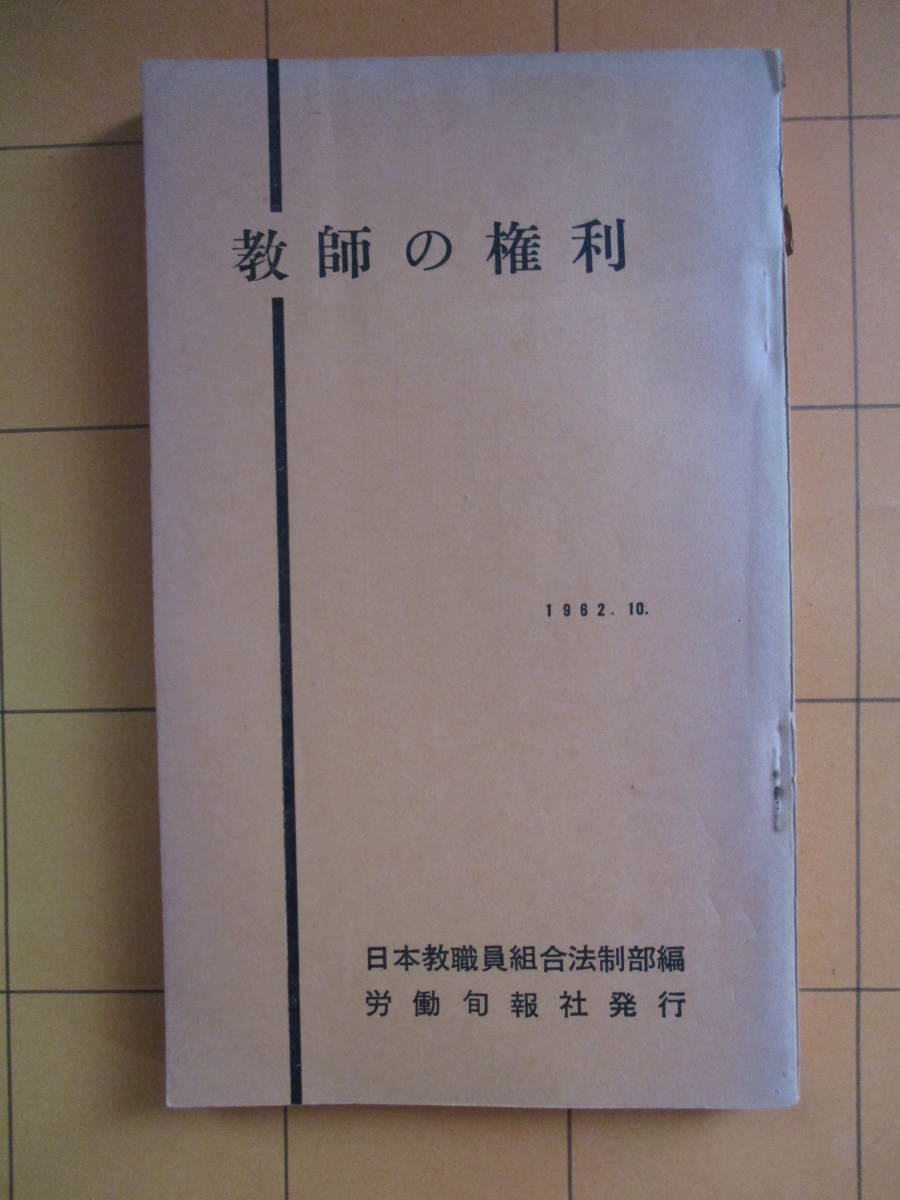 教師の権利
1962.10.
日本教職員組合法制部編
労働旬報社発行